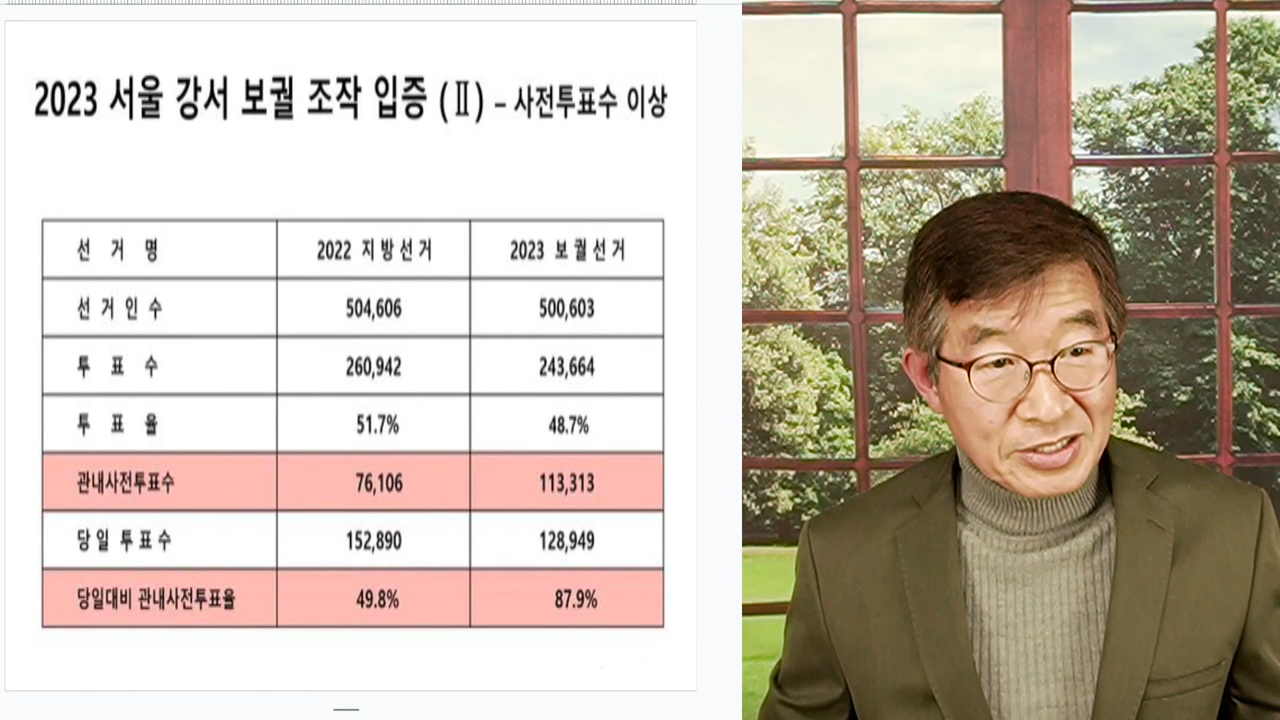 2023 서울 강서 보궐 조작 입증 (Ⅱ) – 사전투표수 이상
선 거 명 2022 지방선거 2023 보궐선거
선 거 인 수 504,606 500,603
투 표 수 260,942 243,664
투 표 율 51.7% 48.7%
관내사전투표수 76,106 113,313
당일 투표수 152,890 128,949
당일대비 관내사전투표율 49.8% 87.9%